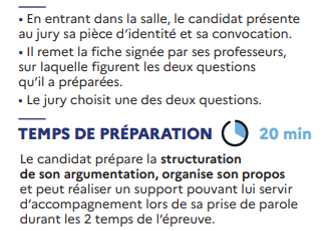 • En entrant dans la salle, le candidat présente
au jury sa pièce d'identité et sa convocation.
• Il remet la fiche signée par ses professeurs,
sur laquelle figurent les deux questions
qu'il a préparées.
• Le jury choisit une des deux questions.
TEMPS DE PRÉPARATION 20 min
Le candidat prépare la structuration
de son argumentation, organise son propos
et peut réaliser un support pouvant lui servir
d'accompagnement lors de sa prise de parole
durant les 2 temps de l'épreuve.